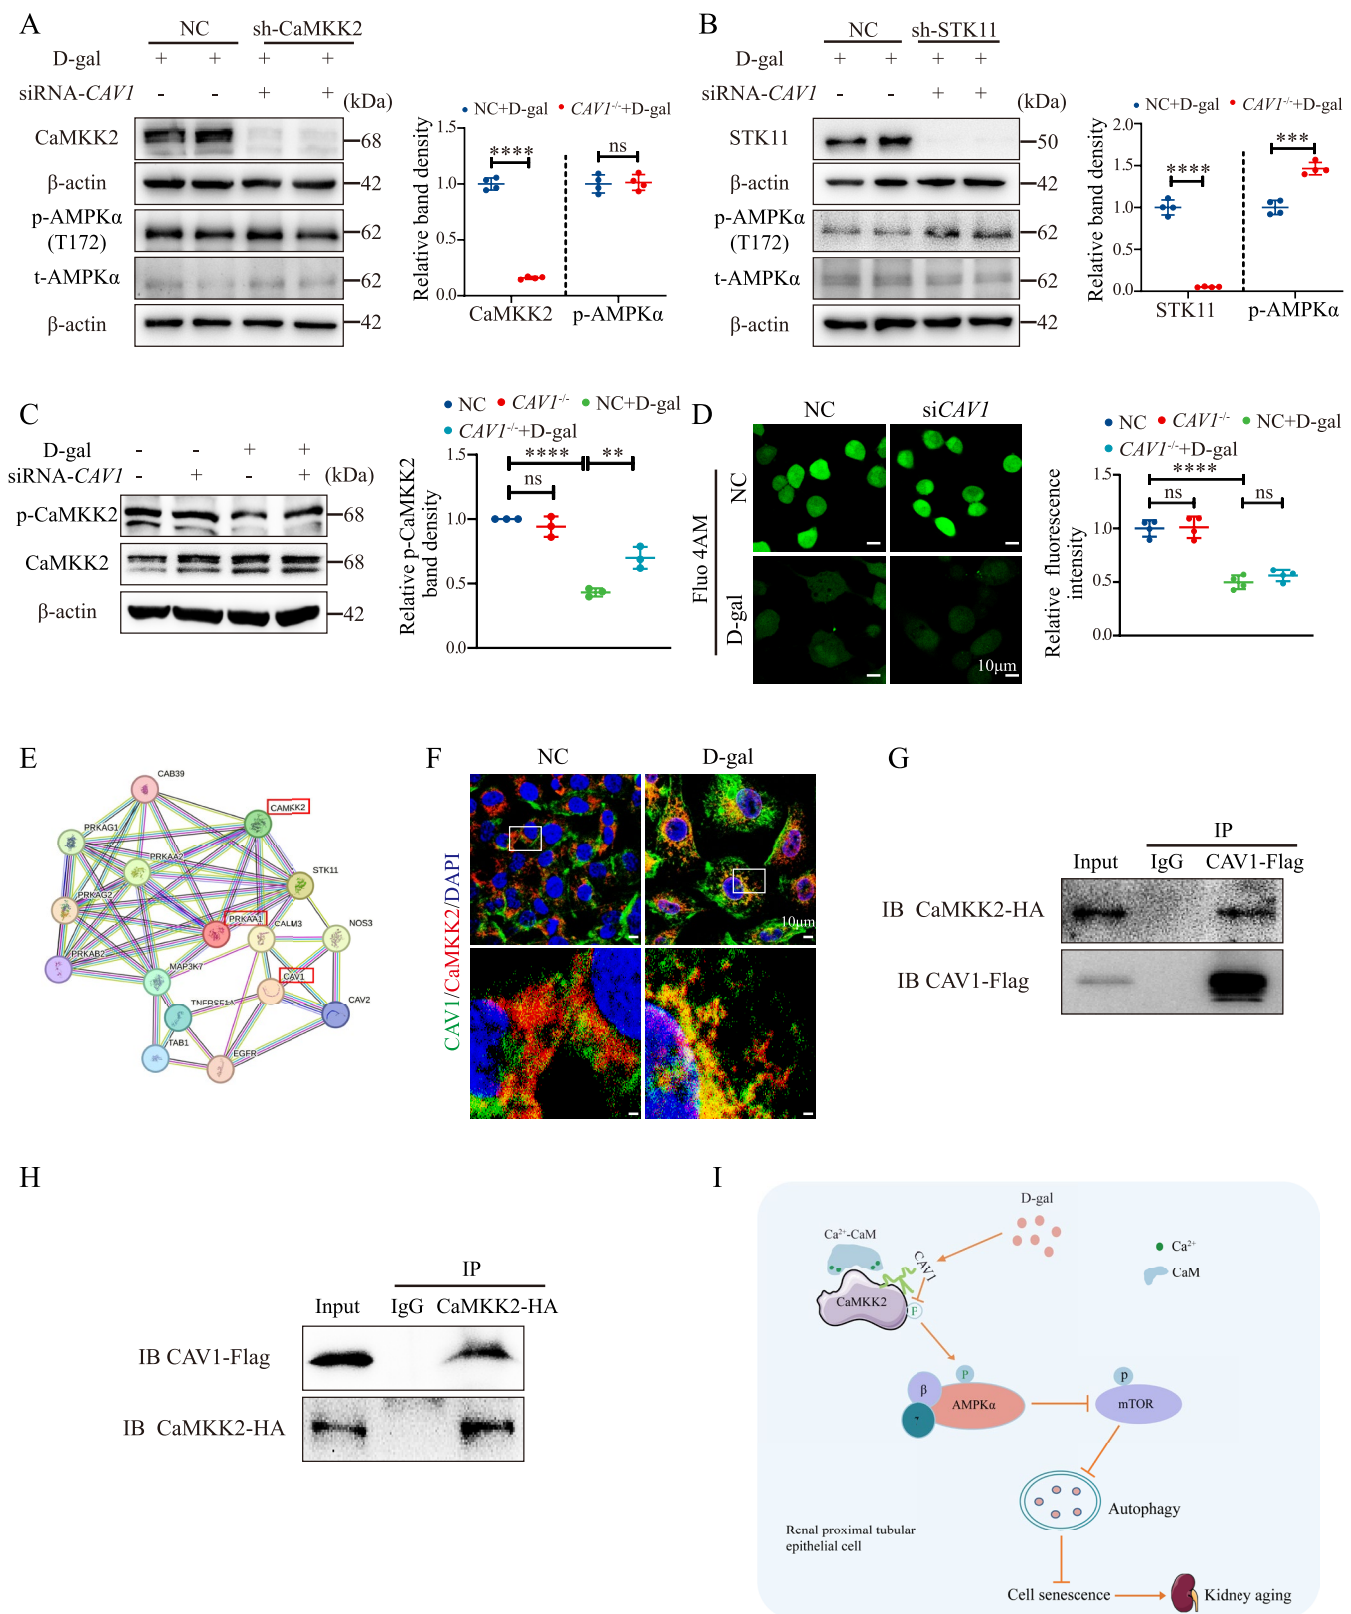 A
NC sh-CaMKK2
D-gal + + + +
siRNA-CAV1 - - + + (kDa)
CaMKK2 68
β-actin 42
p-AMPKα
(T172) 62
t-AMPKα 62
β-actin 42
NC+D-gal CAV1-/-+D-gal
Relative band density
1.5
1.0
0.5
0.0
**** ns
CaMKK2 p-AMPKα
B
NC sh-STK11
D-gal + + + +
siRNA-CAV1 - - + + (kDa)
STK11 50
β-actin 42
p-AMPKα
(T172) 62
t-AMPKα 62
β-actin 42
NC+D-gal CAV1-/-+D-gal
Relative band density
2.0
1.5
1.0
0.5
0.0
**** ***
STK11 p-AMPKα
C
D-gal - - + +
siRNA-CAV1 - + - + (kDa)
p-CaMKK2 68
CaMKK2 68
β-actin 42
NC CAV1-/- NC+D-gal
CAV1-/-+D-gal
Relative p-CaMKK2
band density
1.5
1.0
0.5
0.0
**** **
ns
D
NC siCAV1
Fluo 4AM
NC
D-gal
10μm
NC CAV1-/- NC+D-gal
CAV1-/-+D-gal
Relative fluorescence
intensity
1.5
1.0
0.5
0.0
****
ns ns
E
CAB39
CAMKK2
PRKAG1
PRKAA2
STK11
PRKAG2
PRKAA1
CALM3
NOS3
PRKAB2
MAP3K7
CAV1
TNFRSF1A
CAV2
TAB1
EGFR
F
NC D-gal
CAV1/CaMKK2/DAPI
10μm
G
IP
Input IgG CAV1-Flag
IB CaMKK2-HA
IB CAV1-Flag
H
IP
Input IgG CaMKK2-HA
IB CAV1-Flag
IB CaMKK2-HA
I
D-gal
Ca2+-CaM
CAV1
Ca2+
CaM
CaMKK2
F
P
β
AMPKα
p
mTOR
Autophagy
Renal proximal tubular
epithelial cell
Cell senescence Kidney aging